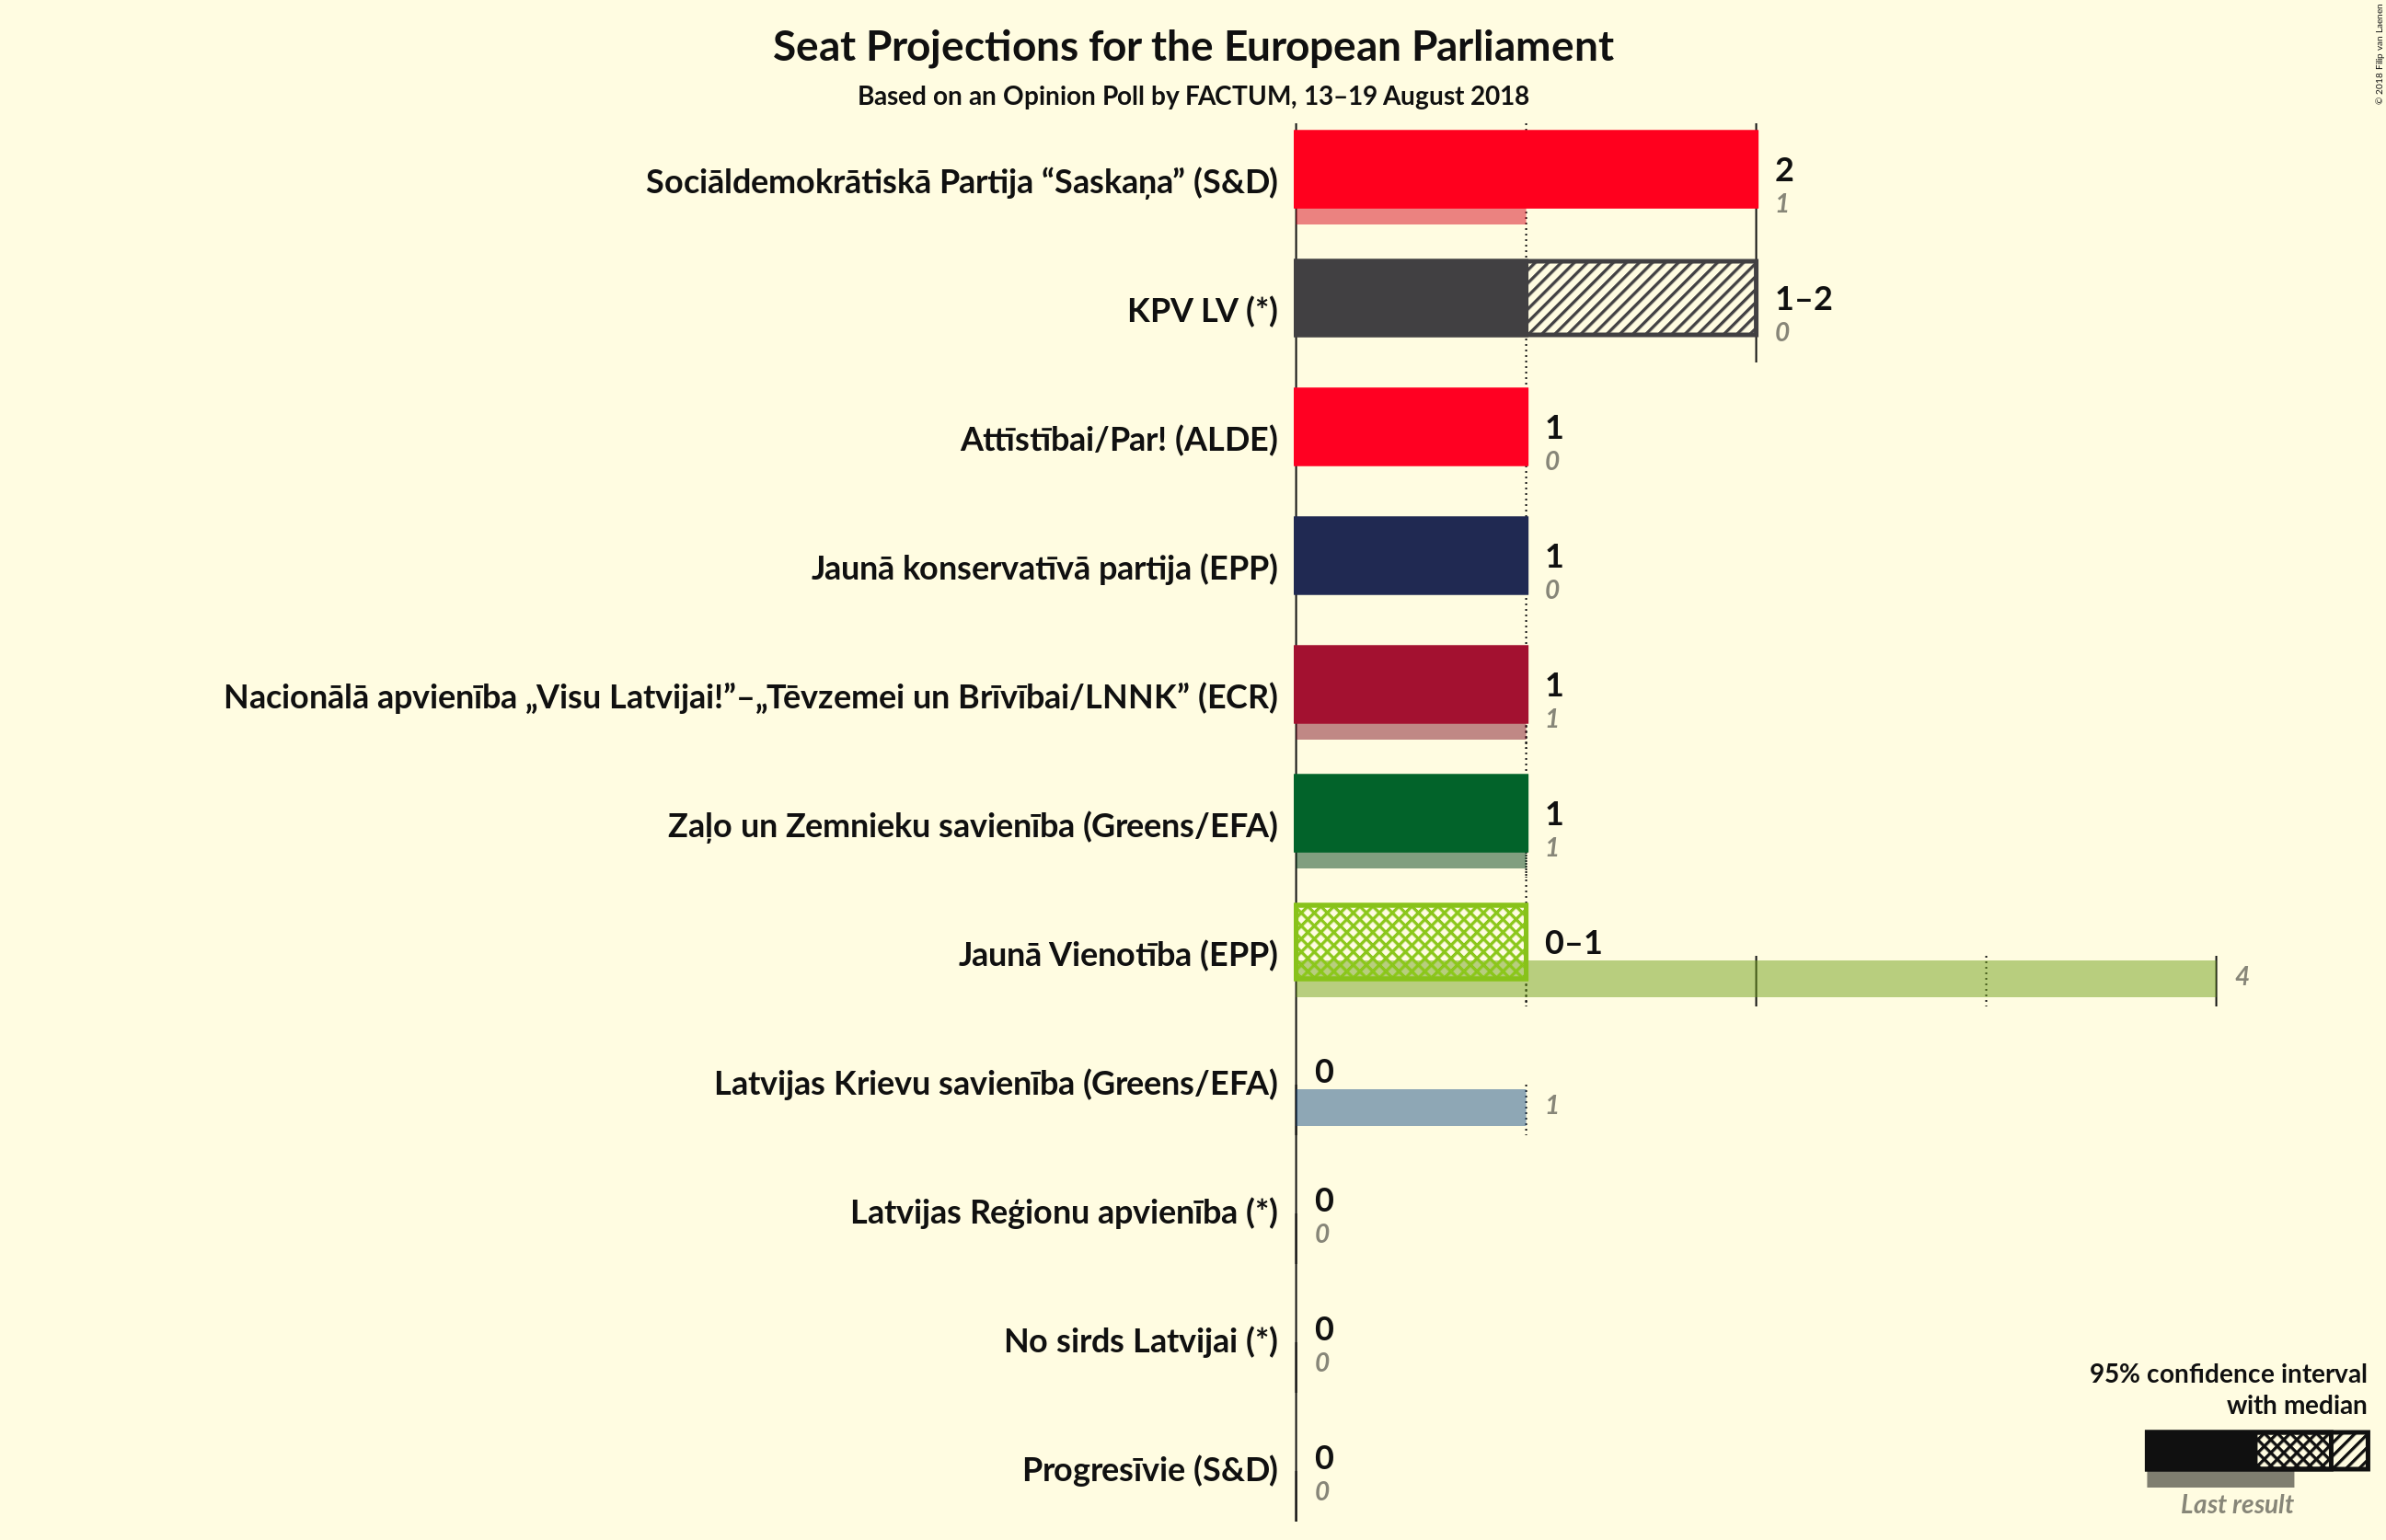 Seat Projections for the European Parliament
Based on an Opinion Poll by FACTUM, 13–19 August 2018
© 2018 Filip van Laenen
Sociāldemokrātiskā Partija “Saskaņa” (S&D)
2
1
KPV LV (*)
1–2
0
Attīstībai/Par! (ALDE)
1
0
Jaunā konservatīvā partija (EPP)
1
0
Nacionālā apvienība „Visu Latvijai!”–„Tēvzemei un Brīvībai/LNNK” (ECR)
1
1
Zaļo un Zemnieku savienība (Greens/EFA)
1
1
Jaunā Vienotība (EPP)
0–1
4
Latvijas Krievu savienība (Greens/EFA)
0
1
Latvijas Reģionu apvienība (*)
0
0
No sirds Latvijai (*)
0
0
Progresīvie (S&D)
0
0
95% confidence interval
with median
Last result